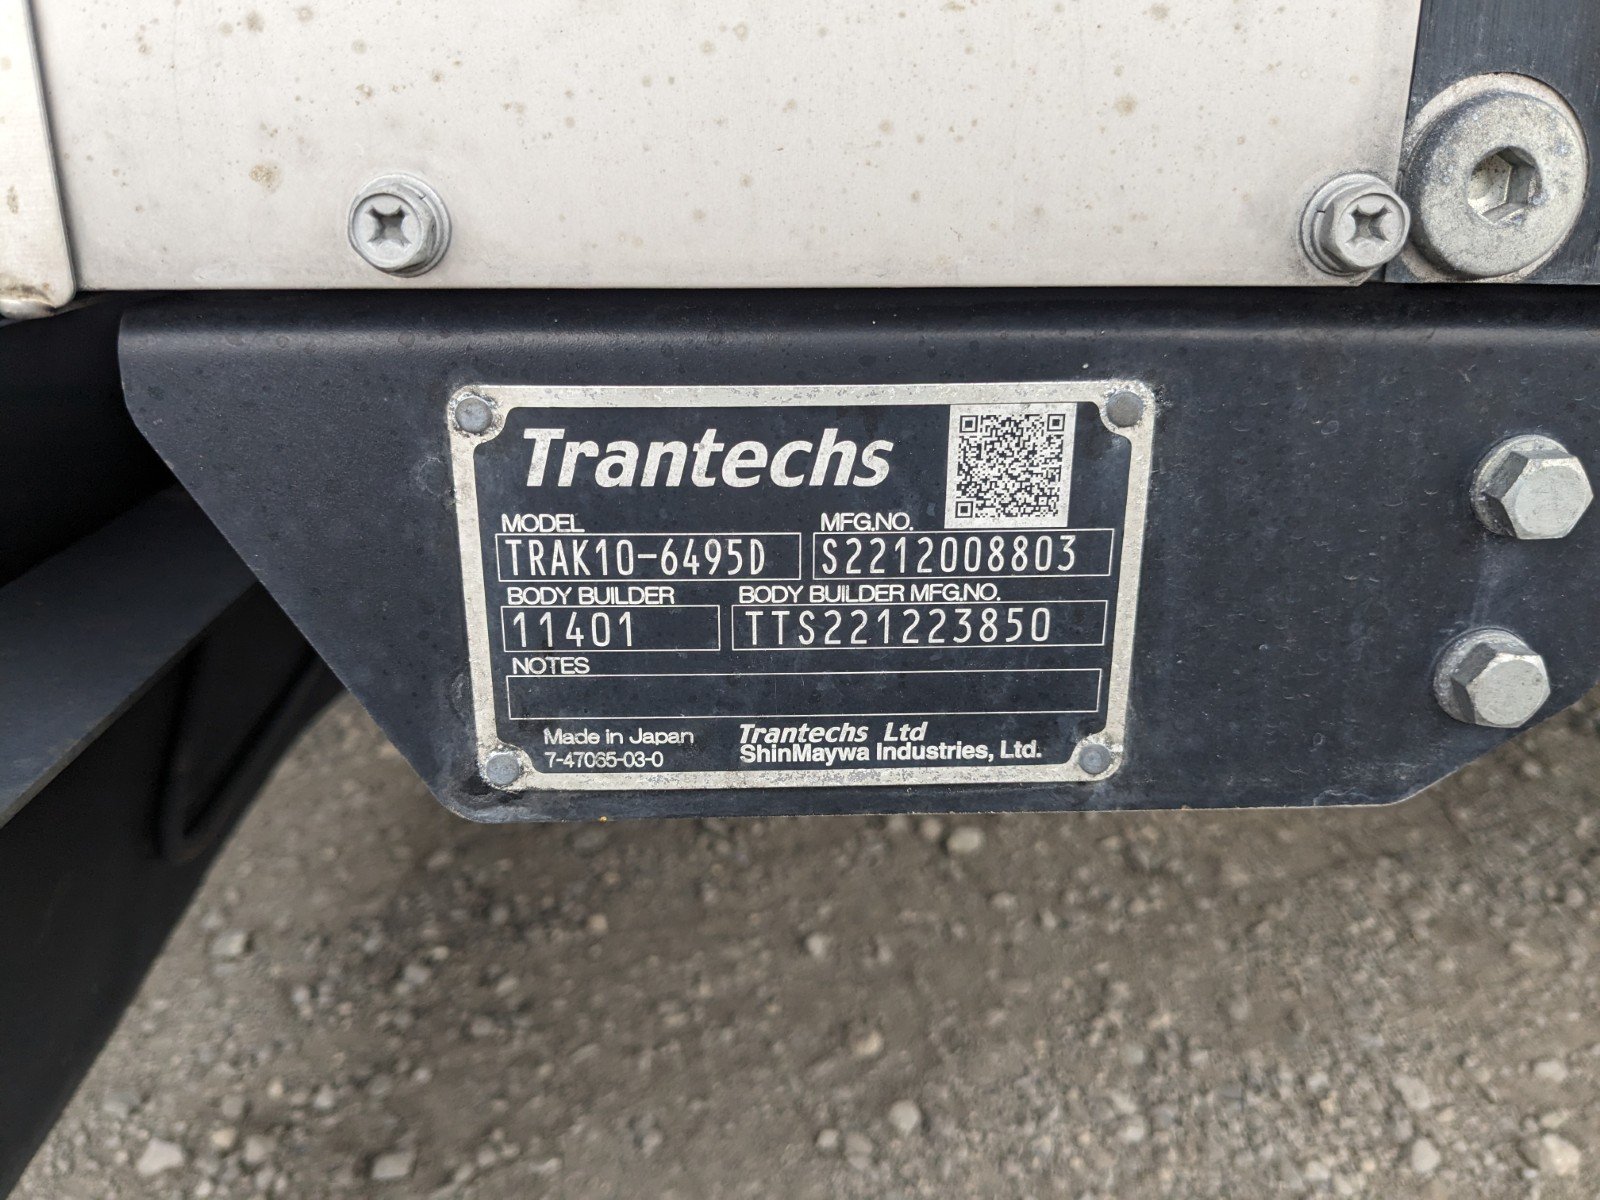 Trantechs
MODEL MFG.NO.
TRAK10-6495D S2212008803
BODY BUILDER BODY BUILDER MFG.NO.
11401 TTS221223850
NOTES
Made in Japan Trantechs Ltd
7-47065-03-0 ShinMaywa Industries, Ltd.